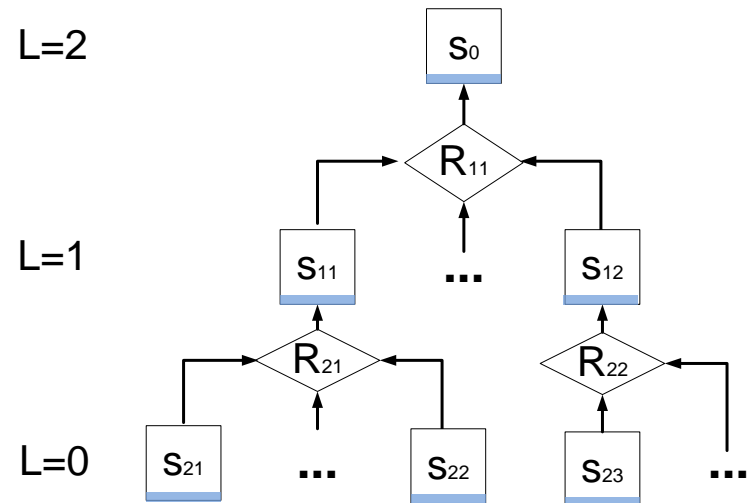 L=2 S0
R11
L=1 S11 ... S12
R21 R22
L=0 S21 ... S22 S23 ...